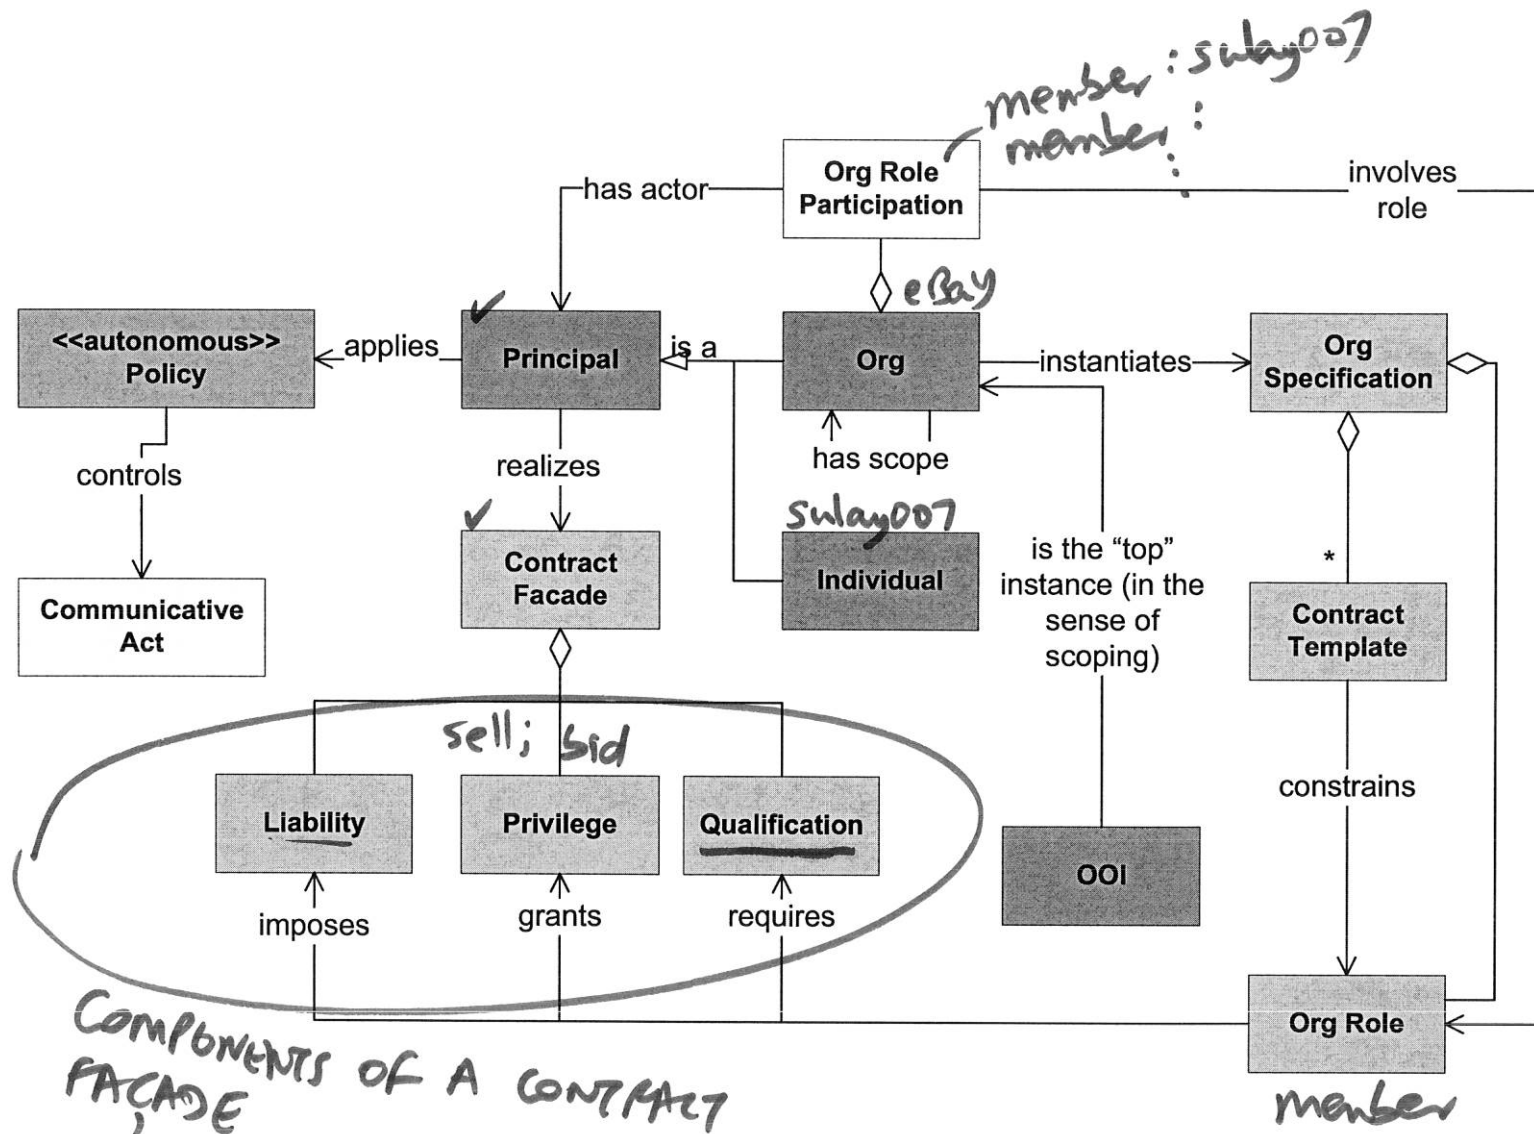 member : sulay007
member :
Org Role
Participation
has actor
involves
role
eBay
<<autonomous>>
Policy
applies
Principal
is a
Org
instantiates
Org
Specification
controls
realizes
has scope
sulay007
Communicative
Act
Contract
Facade
Individual
is the “top”
instance (in the
sense of
scoping)
*
Contract
Template
sell; bid
Liability
Privilege
Qualification
constrains
OOI
imposes
grants
requires
Org Role
COMPONENTS OF A CONTRACT
FAÇADE
member